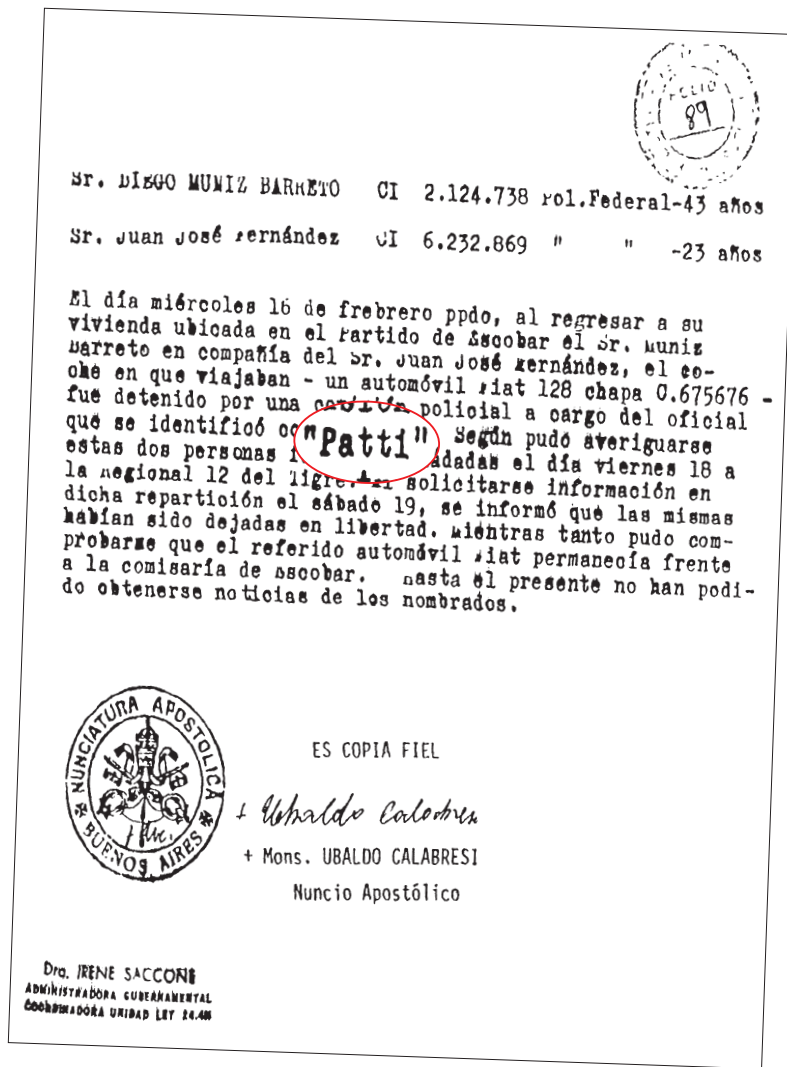 FOLIO
89
Sr. DIEGO MUNIZ BARRETO CI 2.124.738 Pol.Federal-43 años
Sr. Juan José Fernández CI 6.232.869 " " -23 años
El día miércoles 16 de frebrero ppdo, al regresar a su
vivienda ubicada en el Partido de Escobar el Sr. Muniz
Barreto en compañía del Sr. Juan José Fernández, el co-
che en que viajaban - un automóvil Fiat 128 chapa C.675676 -
fue detenido por una comisión policial a cargo del oficial
que se identificó "Patti" Según pudo averiguarse
estas dos personas el día viernes 18 a
la Regional 12 del Tigre. solicitarse información en
dicha repartición el sábado 19, se informó que las mismas
habían sido dejadas en libertad. Mientras tanto pudo com-
probarse que el referido automóvil Fiat permanecía frente
a la comisaría de Escobar. Hasta el presente no han podi-
do obtenerse noticias de los nombrados.
NUNCIATURA APOSTOLICA
BUENOS AIRES
ES COPIA FIEL
+ Ubaldo Calabresi
+ Mons. UBALDO CALABRESI
Nuncio Apostólico
Dra. IRENE SACCONE
ADMINISTRADORA GUBERNAMENTAL
COORDINADORA UNIDAD LEY